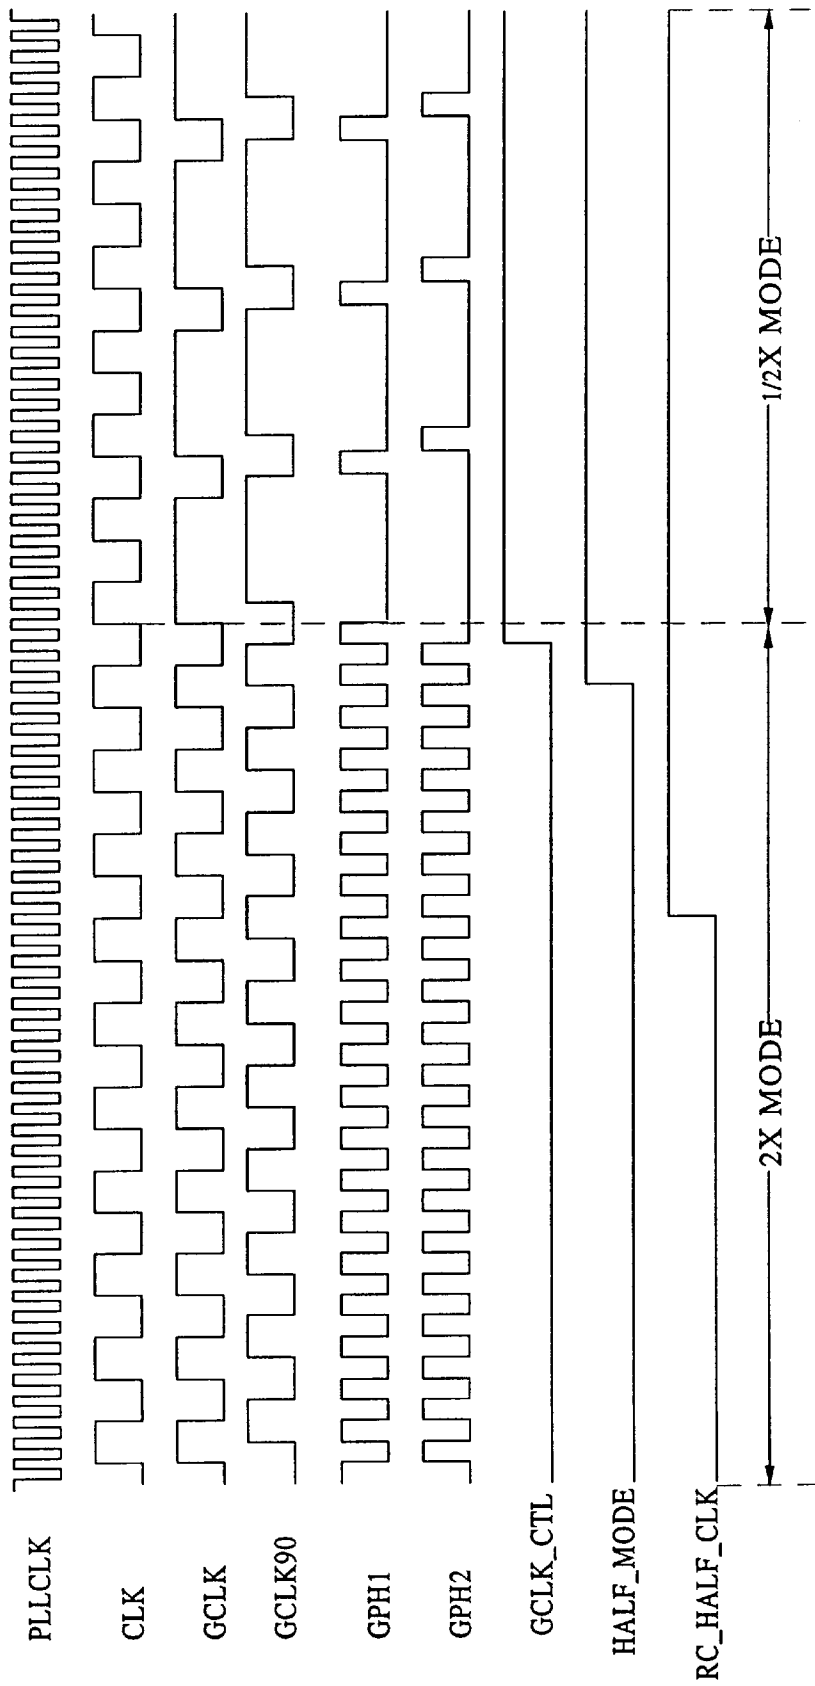 PLLCLK
CLK
GCLK
GCLK90
GPH1
GPH2
GCLK_CTL
HALF_MODE
RC_HALF_CLK
2X MODE
1/2X MODE